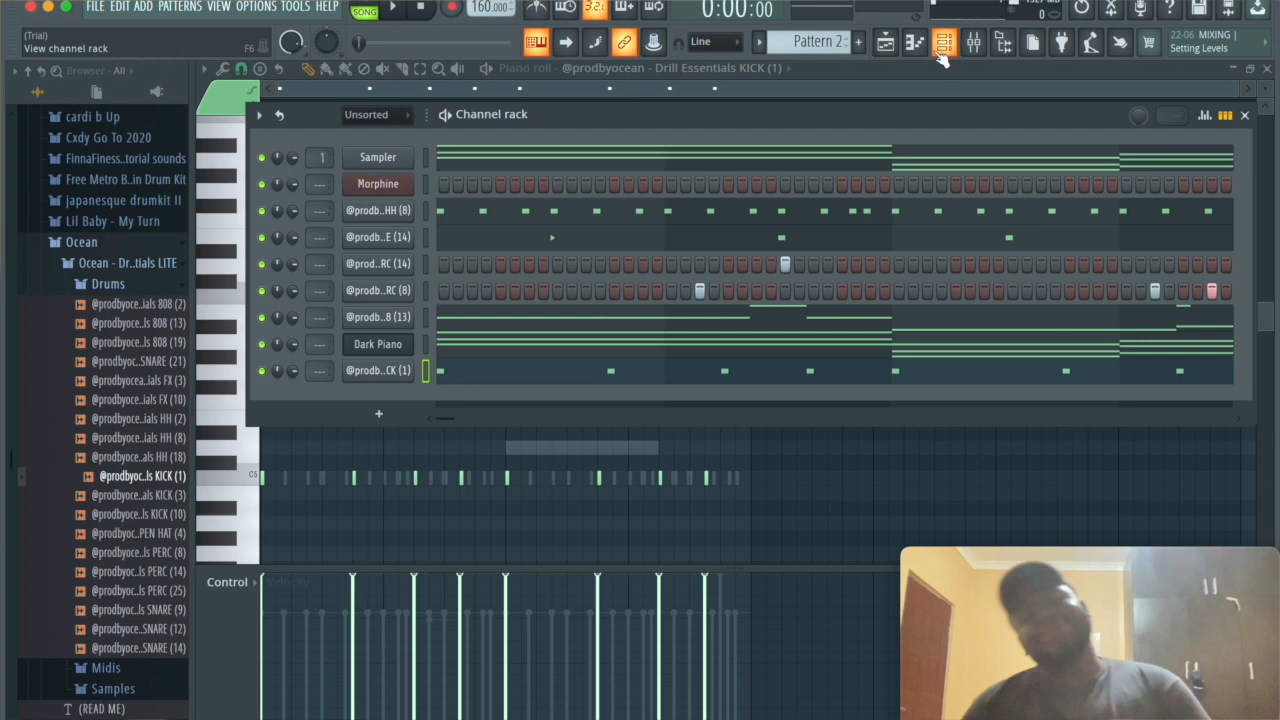 FILE EDIT ADD PATTERNS VIEW OPTIONS TOOLS HELP
SONG
160.000
3.2
0:00:00
0
(Trial)
View channel rack
F6
Line
Pattern 2
22-06 MIXING |
Setting Levels
Browser - All
Piano roll - @prodbyocean - Drill Essentials KICK (1)
Unsorted
Channel rack
cardi b Up
Cxdy Go To 2020
FinnaFiness..torial sounds
Free Metro B..in Drum Kit
japanesque drumkit II
Lil Baby - My Turn
Ocean
Ocean - Dr..tials LITE
Drums
@prodbyoce..ials 808 (2)
@prodbyoce..ls 808 (13)
@prodbyoce..ls 808 (19)
@prodbyoc..SNARE (21)
@prodbyocea..ials FX (3)
@prodbyoce..ials FX (10)
@prodbyoce..ials HH (2)
@prodbyoce..ials HH (8)
@prodbyoce..als HH (18)
@prodbyoc..ls KICK (1)
@prodbyoce..als KICK (3)
@prodbyoce..ls KICK (10)
@prodbyoc..PEN HAT (4)
@prodbyoce..ls PERC (8)
@prodbyoc..ls PERC (14)
@prodbyoc..ls PERC (25)
@prodbyoc..ls SNARE (9)
@prodbyoce..SNARE (12)
@prodbyoce..SNARE (14)
Midis
Samples
(READ ME)
1
Sampler
---
Morphine
---
@prodb..HH (8)
---
@prodb..E (14)
---
@prod..RC (14)
---
@prodb..RC (8)
---
@prodb..8 (13)
---
Dark Piano
---
@prodb..CK (1)
+
C5
Control
Velocity